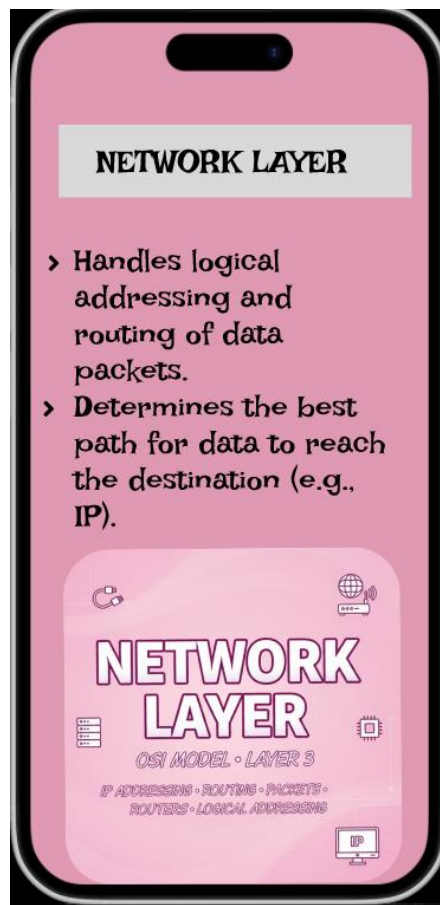 NETWORK LAYER
Handles logical
addressing and
routing of data
packets.
Determines the best
path for data to reach
the destination (e.g.,
IP).
NETWORK
LAYER
OSI MODEL • LAYER 3
IP ADDRESSING • ROUTING • PACKETS •
ROUTERS • LOGICAL ADDRESSING
IP